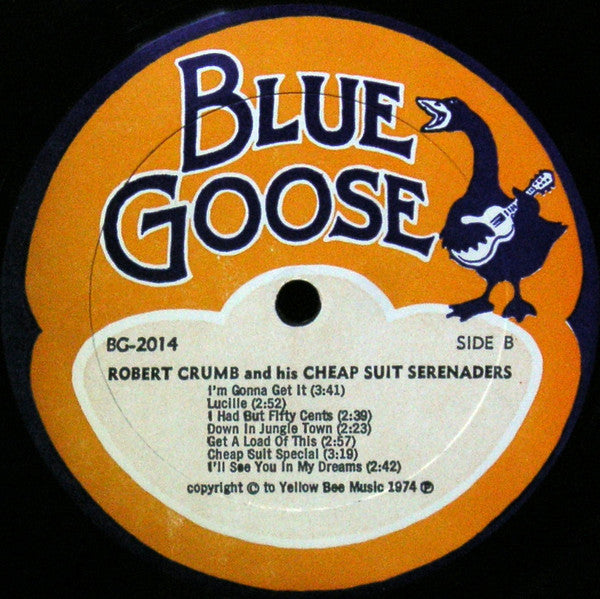 BLUE
GOOSE
BG-2014 SIDE B
ROBERT CRUMB and his CHEAP SUIT SERENADERS
I'm Gonna Get It (3:41)
Lucille (2:52)
I Had But Fifty Cents (2:39)
Down In Jungle Town (2:23)
Get A Load Of This (2:57)
Cheap Suit Special (3:19)
I'll See You In My Dreams (2:42)
copyright © to Yellow Bee Music 1974 ℗